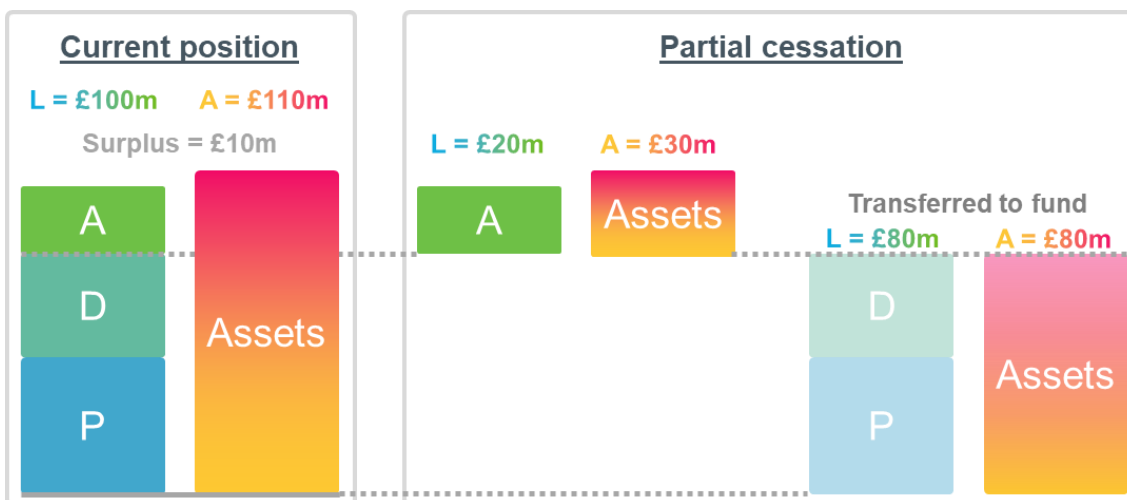 Current position
L = £100m A = £110m
Surplus = £10m
A
D
P
Assets
Partial cessation
L = £20m A = £30m
A
Assets
Transferred to fund
L = £80m A = £80m
D
P
Assets